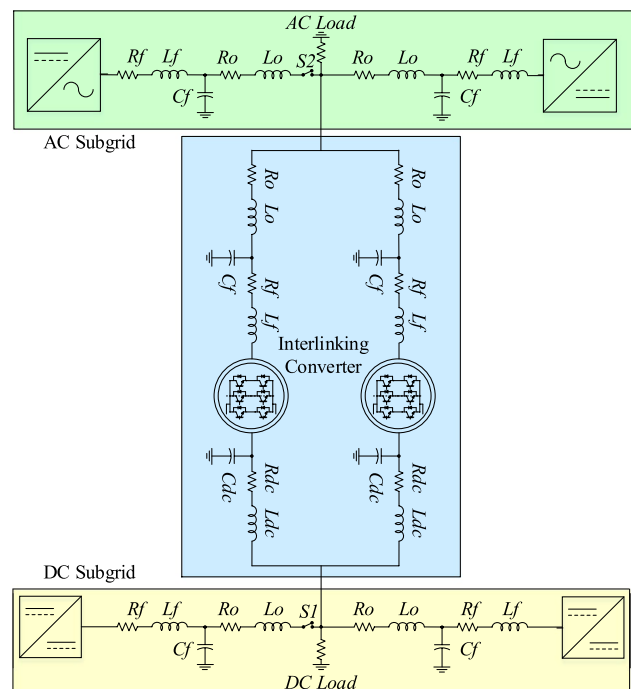 AC Load
Rf Lf Ro Lo S2 Ro Lo Rf Lf
Cf Cf
AC Subgrid
Ro Ro
Lo Lo
Cf Cf
Rf Rf
Lf Lf
Interlinking
Converter
Cdc Cdc
Rdc Rdc
Ldc Ldc
DC Subgrid
Rf Lf Ro Lo S1 Ro Lo Rf Lf
Cf Cf
DC Load